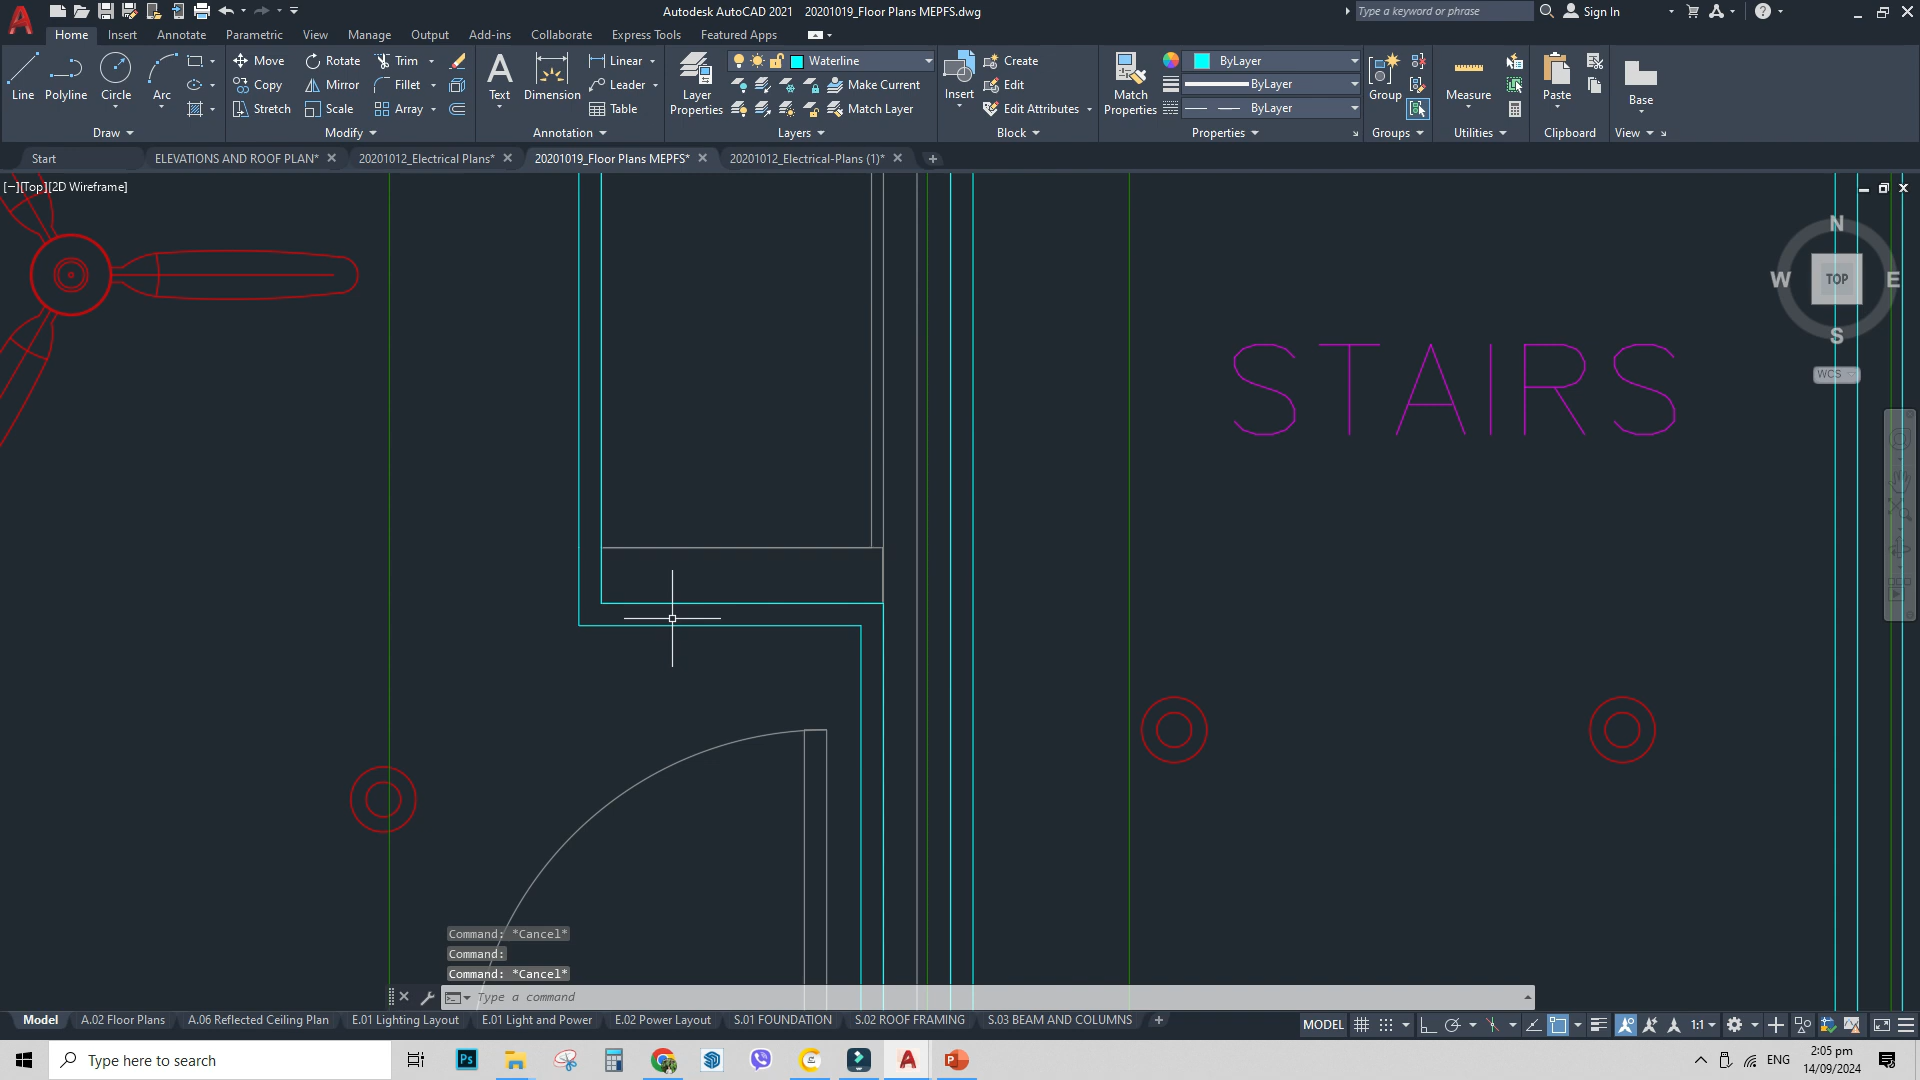 Autodesk AutoCAD 2021 20201019_Floor Plans MEPFS.dwg
Type a keyword or phrase
Sign In
Home Insert Annotate Parametric View Manage Output Add-ins Collaborate Express Tools Featured Apps
Line Polyline Circle Arc
Move Rotate Trim
Copy Mirror Fillet
Stretch Scale Array
Text Dimension
Linear
Leader
Table
Layer Properties
Waterline
Make Current
Match Layer
Insert
Create
Edit
Edit Attributes
Match Properties
ByLayer
ByLayer
ByLayer
Group
Measure
Paste
Base
Draw Modify Annotation Layers Block Properties Groups Utilities Clipboard View
Start ELEVATIONS AND ROOF PLAN* 20201012_Electrical Plans* 20201019_Floor Plans MEPFS* 20201012_Electrical-Plans (1)*
[−][Top][2D Wireframe]
N
W TOP E
S
WCS
STAIRS
Command: *Cancel*
Command:
Command: *Cancel*
Type a command
Model A.02 Floor Plans A.06 Reflected Ceiling Plan E.01 Lighting Layout E.01 Light and Power E.02 Power Layout S.01 FOUNDATION S.02 ROOF FRAMING S.03 BEAM AND COLUMNS
MODEL 1:1
Type here to search
Ps
ENG
2:05 pm
14/09/2024